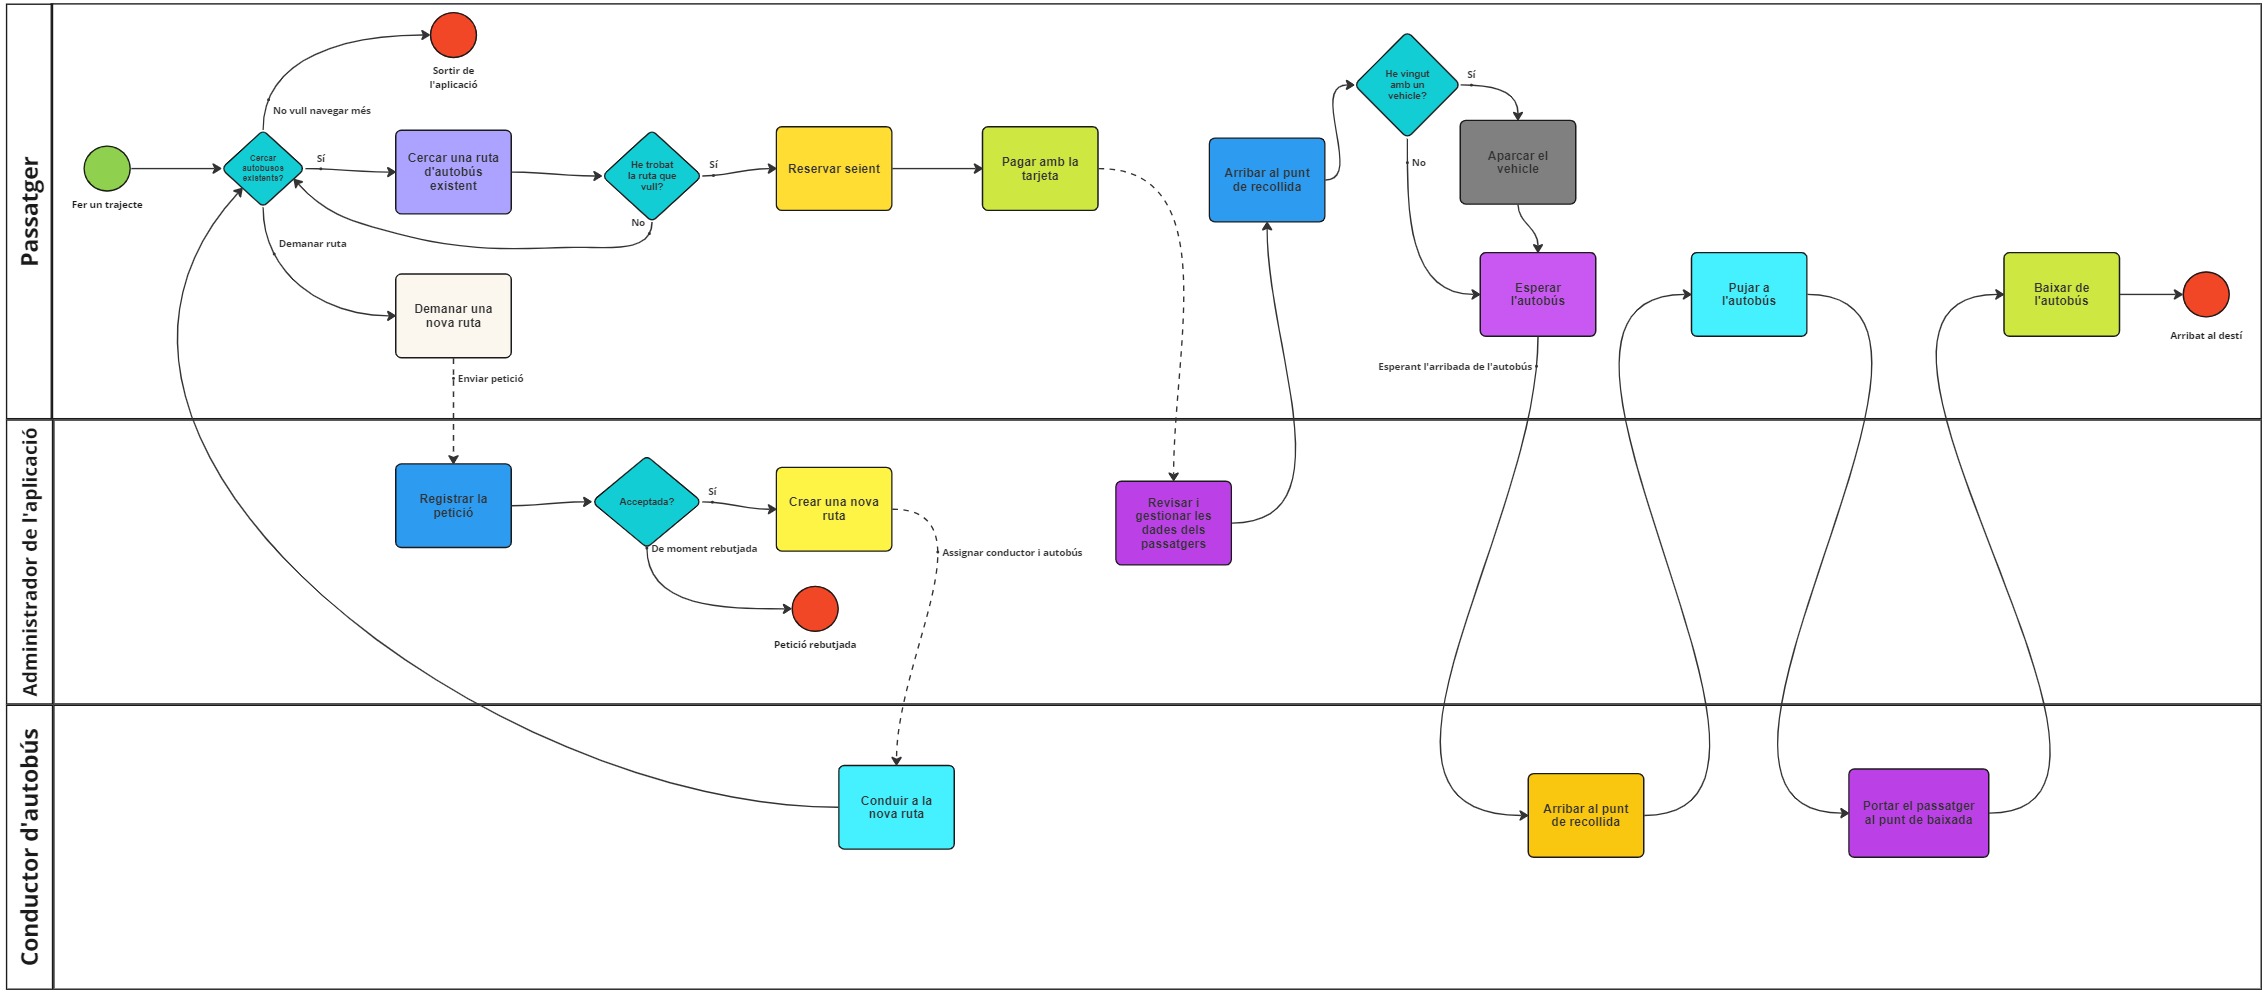 Passatger
Fer un trajecte
Cercar
autobusos
existents?
No vull navegar més
Sortir de
l'aplicació
Sí
Cercar una ruta
d'autobús
existent
He trobat
la ruta que
vull?
Sí
No
Reservar seient
Pagar amb la
tarjeta
Demanar ruta
Demanar una
nova ruta
Enviar petició
Arribar al punt
de recollida
He vingut
amb un
vehicle?
Sí
No
Aparcar el
vehicle
Esperar
l'autobús
Esperant l'arribada de l'autobús
Pujar a
l'autobús
Baixar de
l'autobús
Arribat al destí
Administrador de l'aplicació
Registrar la
petició
Acceptada?
Sí
De moment rebutjada
Petició rebutjada
Crear una nova
ruta
Assignar conductor i autobús
Revisar i
gestionar les
dades dels
passatgers
Conductor d'autobús
Conduir a la
nova ruta
Arribar al punt
de recollida
Portar el passatger
al punt de baixada